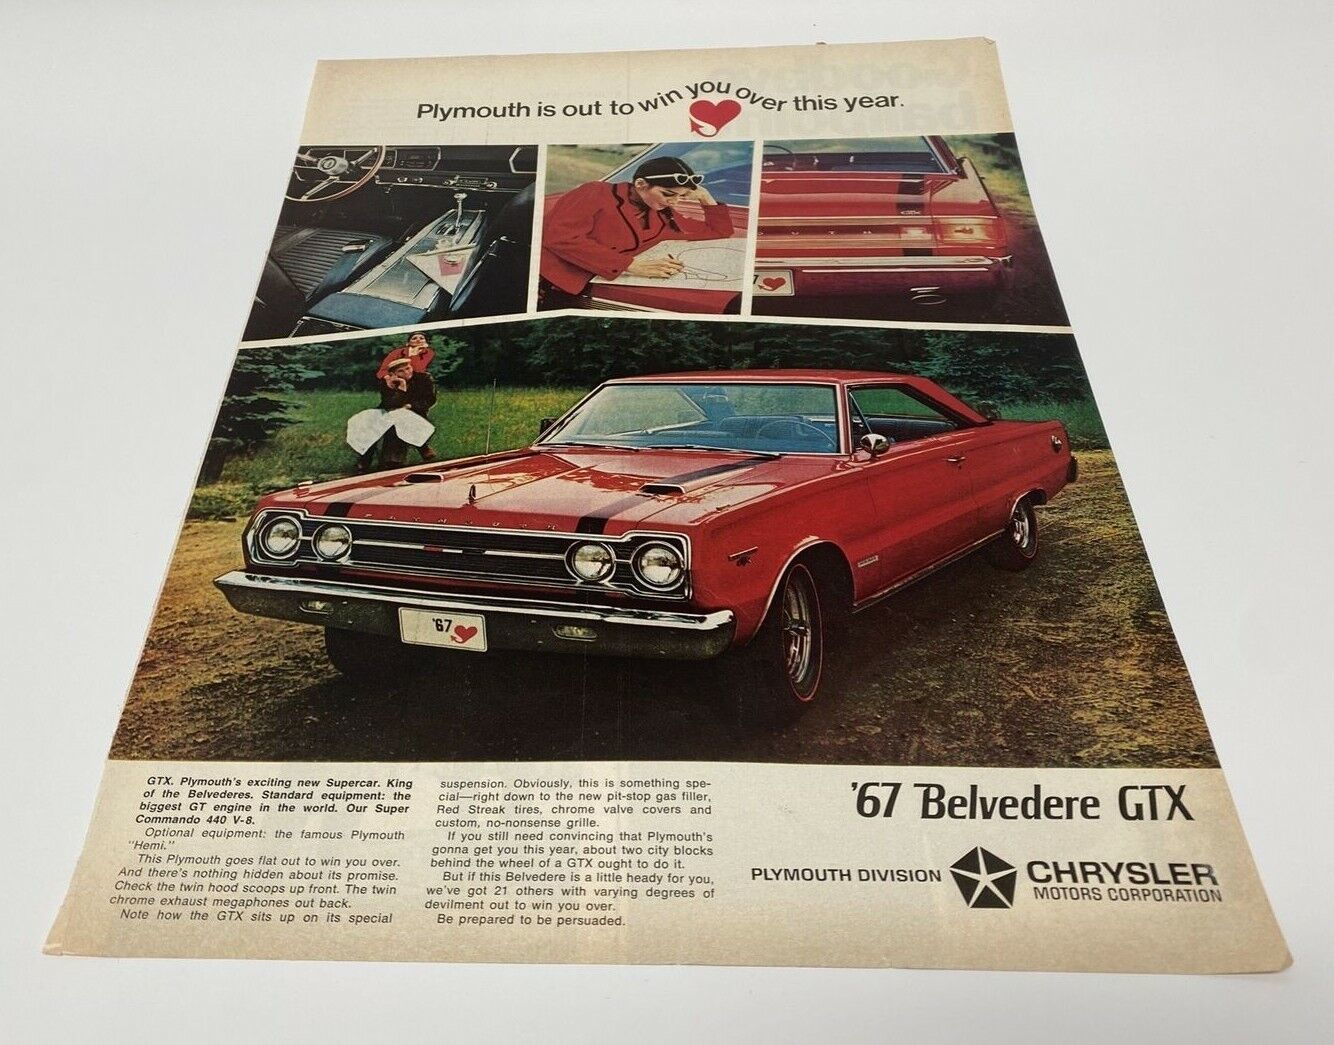 Plymouth is out to win you over this year.
GTX
OUTH
7
PLYMOUTH
'67
GTX. Plymouth's exciting new Supercar. King
of the Belvederes. Standard equipment: the
biggest GT engine in the world. Our Super
Commando 440 V-8.
Optional equipment: the famous Plymouth
"Hemi."
This Plymouth goes flat out to win you over.
And there's nothing hidden about its promise.
Check the twin hood scoops up front. The twin
chrome exhaust megaphones out back.
Note how the GTX sits up on its special
suspension. Obviously, this is something spe-
cial—right down to the new pit-stop gas filler,
Red Streak tires, chrome valve covers and
custom, no-nonsense grille.
If you still need convincing that Plymouth's
gonna get you this year, about two city blocks
behind the wheel of a GTX ought to do it.
But if this Belvedere is a little heady for you,
we've got 21 others with varying degrees of
devilment out to win you over.
Be prepared to be persuaded.
'67 Belvedere GTX
PLYMOUTH DIVISION
CHRYSLER
MOTORS CORPORATION